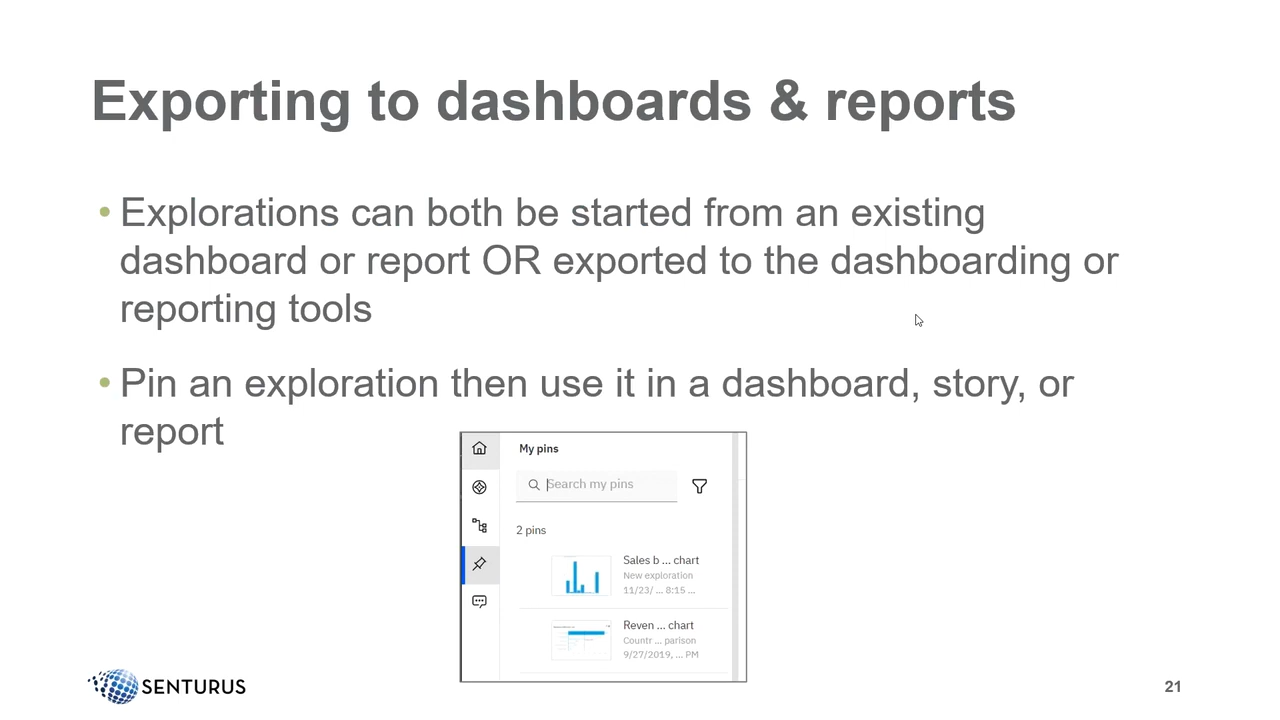 Exporting to dashboards & reports
• Explorations can both be started from an existing
dashboard or report OR exported to the dashboarding or
reporting tools
• Pin an exploration then use it in a dashboard, story, or
report
My pins
Search my pins
2 pins
Sales b ... chart
New exploration
11/23/ ... 8:15 ...
Reven ... chart
Countr ... parison
9/27/2019, ... PM
SENTURUS
21